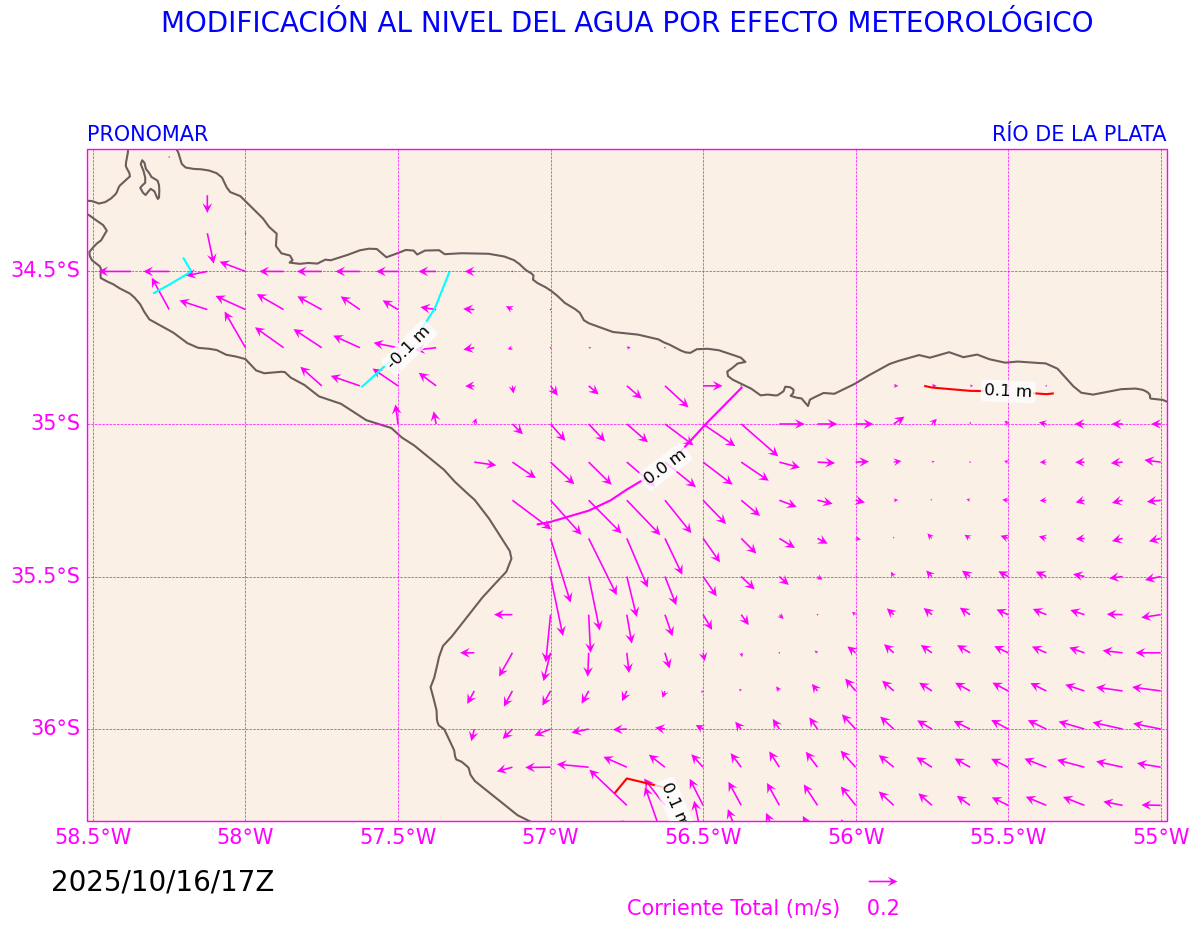 MODIFICACIÓN AL NIVEL DEL AGUA POR EFECTO METEOROLÓGICO
PRONOMAR
RÍO DE LA PLATA
34.5°S
-0.1 m
0.1 m
35°S
0.0 m
35.5°S
36°S
0.1 m
58.5°W
58°W
57.5°W
57°W
56.5°W
56°W
55.5°W
55°W
2025/10/16/17Z
Corriente Total (m/s)
0.2